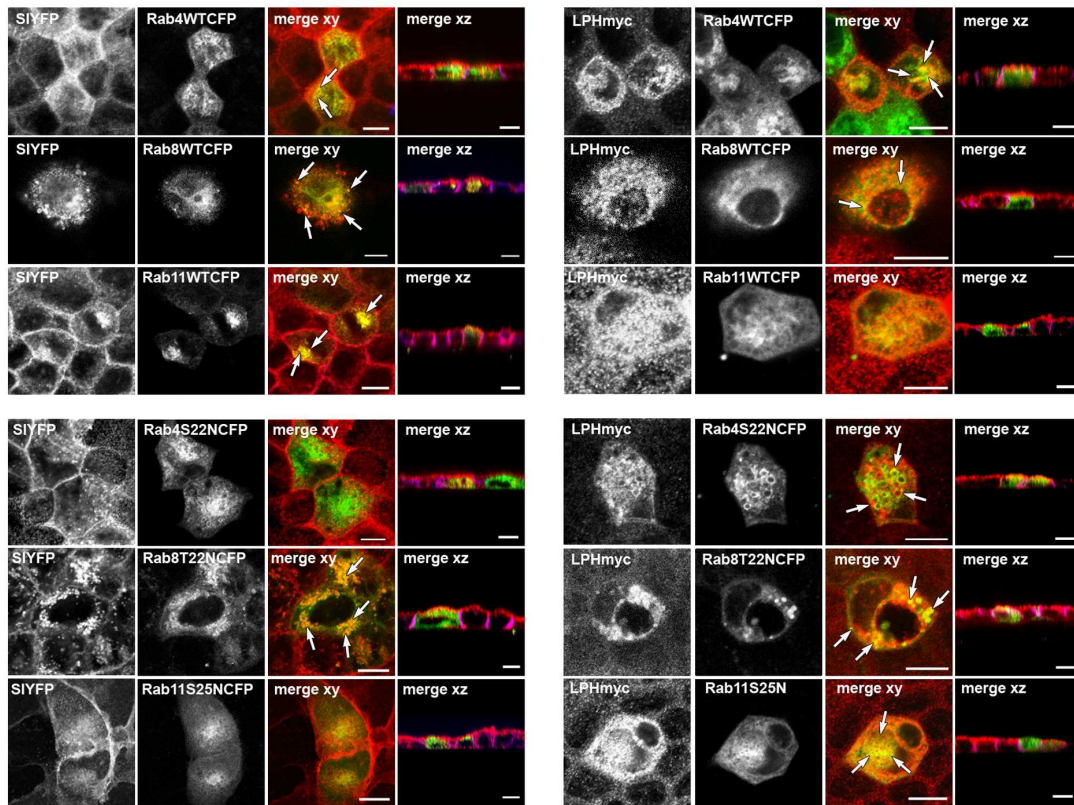 SIYFP Rab4WTCFP merge xy merge xz
SIYFP Rab8WTCFP merge xy merge xz
SIYFP Rab11WTCFP merge xy merge xz
SIYFP Rab4S22NCFP merge xy merge xz
SIYFP Rab8T22NCFP merge xy merge xz
SIYFP Rab11S25NCFP merge xy merge xz
LPHmyc Rab4WTCFP merge xy merge xz
LPHmyc Rab8WTCFP merge xy merge xz
LPHmyc Rab11WTCFP merge xy merge xz
LPHmyc Rab4S22NCFP merge xy merge xz
LPHmyc Rab8T22NCFP merge xy merge xz
LPHmyc Rab11S25N merge xy merge xz